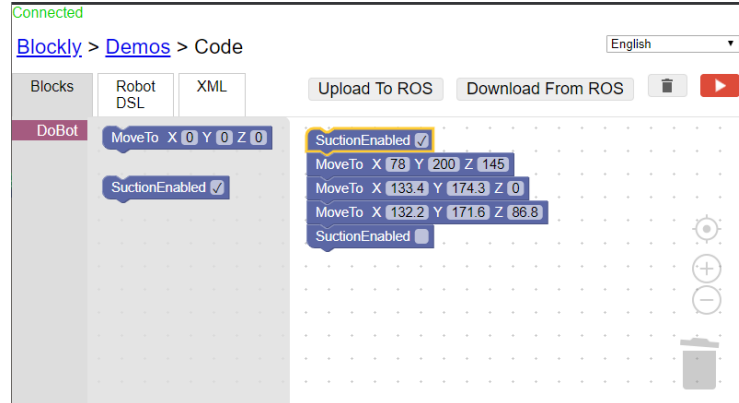 Connected
Blockly > Demos > Code
English
Blocks
Robot DSL
XML
Upload To ROS
Download From ROS
DoBot
MoveTo X 0 Y 0 Z 0
SuctionEnabled
SuctionEnabled
MoveTo X 78 Y 200 Z 145
MoveTo X 133.4 Y 174.3 Z 0
MoveTo X 132.2 Y 171.6 Z 86.8
SuctionEnabled